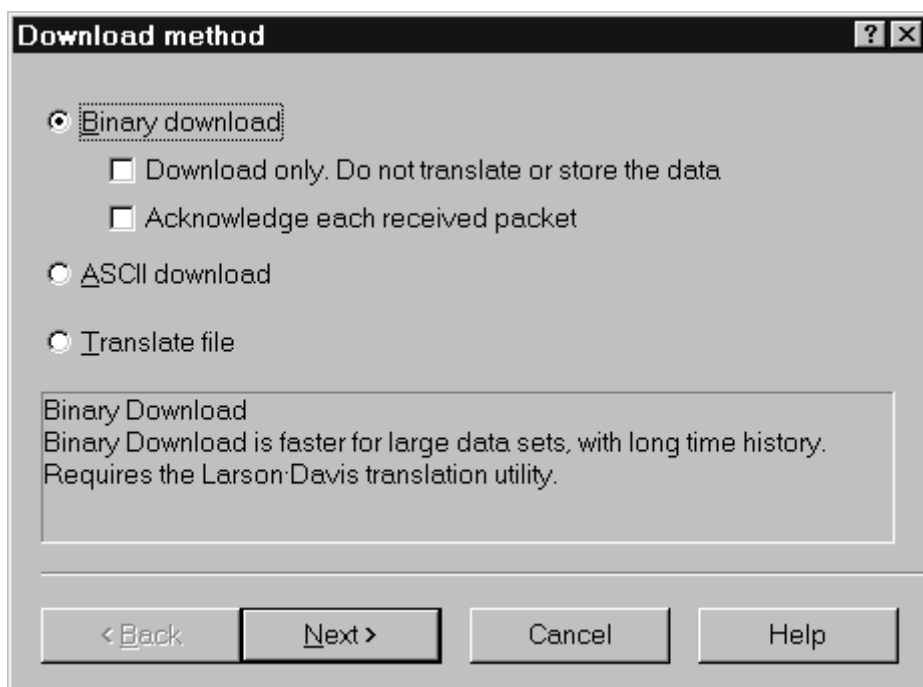 Download method
Binary download
Download only. Do not translate or store the data
Acknowledge each received packet
ASCII download
Translate file
Binary Download
Binary Download is faster for large data sets, with long time history.
Requires the Larson·Davis translation utility.
< Back Next > Cancel Help